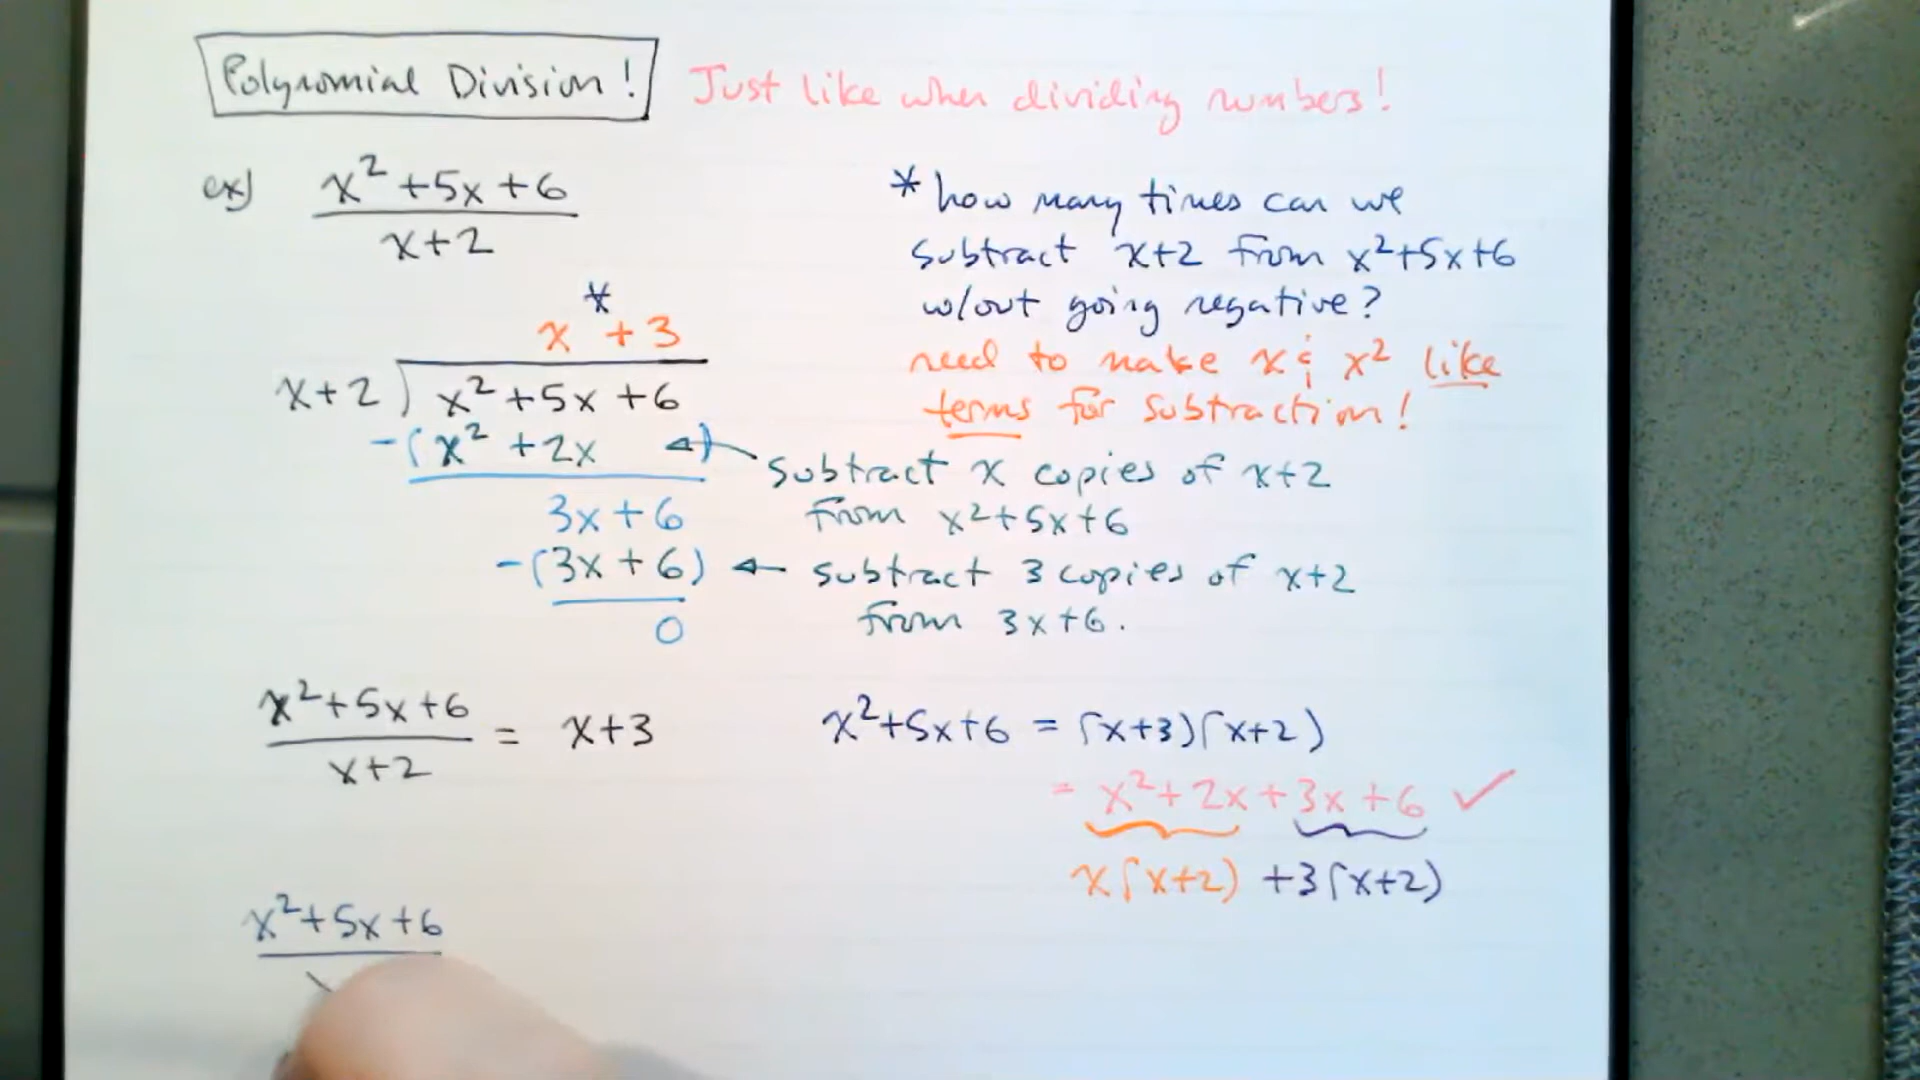 Polynomial Division! Just like when dividing numbers!
ex) x²+5x+6
x+2
* how many times can we
subtract x+2 from x²+5x+6
w/out going negative?
need to make x & x² like
terms for subtraction!
*
x +3
x+2 ) x²+5x+6
-(x²+2x ) ← subtract x copies of x+2
from x²+5x+6
3x+6
-(3x+6) ← subtract 3 copies of x+2
from 3x+6.
0
x²+5x+6
x+2
= x+3
x²+5x+6 = (x+3)(x+2)
= x²+2x+3x+6 ✓
x(x+2) +3(x+2)
x²+5x+6